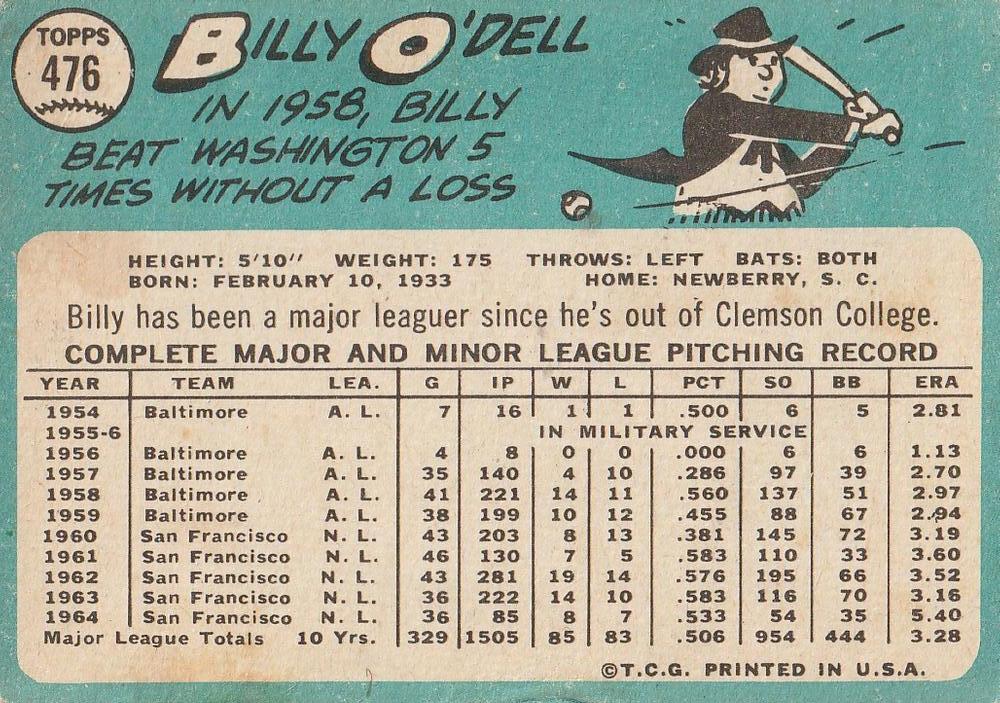 TOPPS
476
BILLY O'DELL
IN 1958, BILLY
BEAT WASHINGTON 5
TIMES WITHOUT A LOSS
HEIGHT: 5'10" WEIGHT: 175 THROWS: LEFT BATS: BOTH
BORN: FEBRUARY 10, 1933 HOME: NEWBERRY, S. C.
Billy has been a major leaguer since he's out of Clemson College.
COMPLETE MAJOR AND MINOR LEAGUE PITCHING RECORD
YEAR TEAM LEA. G IP W L PCT SO BB ERA
1954 Baltimore A. L. 7 16 1 1 .500 6 5 2.81
1955-6 IN MILITARY SERVICE
1956 Baltimore A. L. 4 8 0 0 .000 6 6 1.13
1957 Baltimore A. L. 35 140 4 10 .286 97 39 2.70
1958 Baltimore A. L. 41 221 14 11 .560 137 51 2.97
1959 Baltimore A. L. 38 199 10 12 .455 88 67 2.94
1960 San Francisco N. L. 43 203 8 13 .381 145 72 3.19
1961 San Francisco N. L. 46 130 7 5 .583 110 33 3.60
1962 San Francisco N. L. 43 281 19 14 .576 195 66 3.52
1963 San Francisco N. L. 36 222 14 10 .583 116 70 3.16
1964 San Francisco N. L. 36 85 8 7 .533 54 35 5.40
Major League Totals 10 Yrs. 329 1505 85 83 .506 954 444 3.28
©T.C.G. PRINTED IN U.S.A.